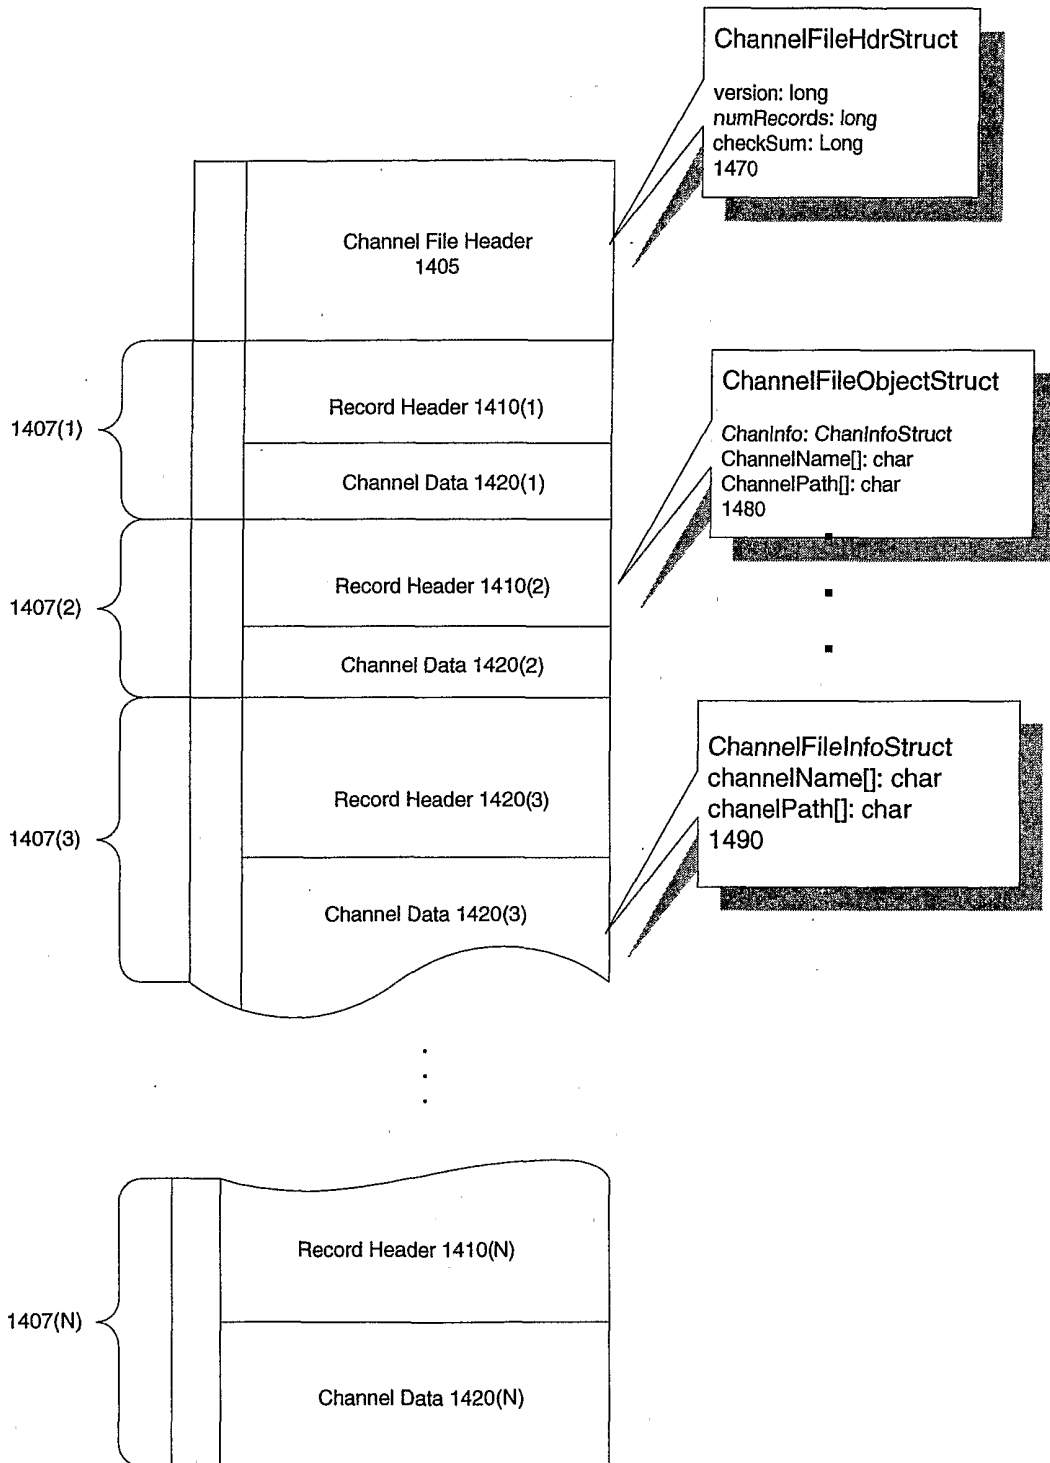 ChannelFileHdrStruct
version: long
numRecords: long
checkSum: Long
1470
Channel File Header
1405
1407(1)
Record Header 1410(1)
Channel Data 1420(1)
ChannelFileObjectStruct
ChanInfo: ChanInfoStruct
ChannelName[]: char
ChannelPath[]: char
1480
1407(2)
Record Header 1410(2)
Channel Data 1420(2)
1407(3)
Record Header 1420(3)
Channel Data 1420(3)
ChannelFileInfoStruct
channelName[]: char
chanelPath[]: char
1490
1407(N)
Record Header 1410(N)
Channel Data 1420(N)